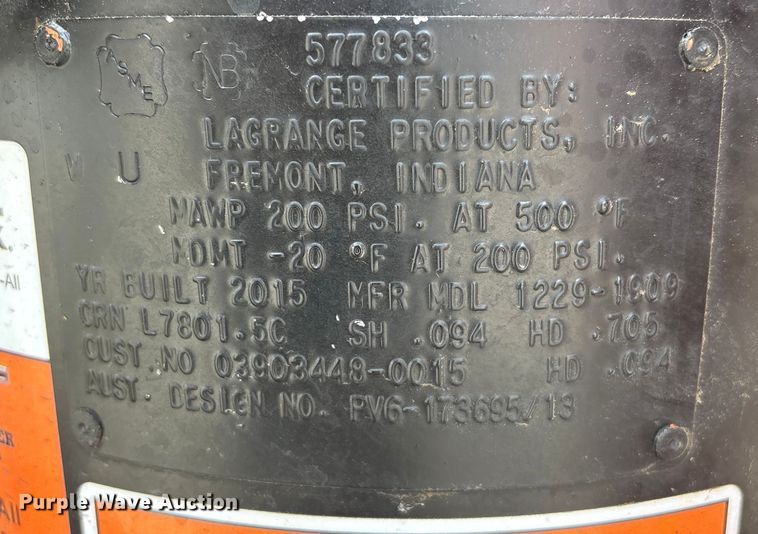 ASME NB 577833
CERTIFIED BY:
LAGRANGE PRODUCTS, INC.
W U FREMONT, INDIANA
MAWP 200 PSI. AT 500 °F
MDMT -20 °F AT 200 PSI.
YR BUILT 2015 MFR MDL 1229-1909
CRN L7801.5C SH .094 HD .705
CUST.NO 03903448-0015 HD .094
AUST. DESIGN NO. PV6-173695/13
-All
All
Purple Wave Auction